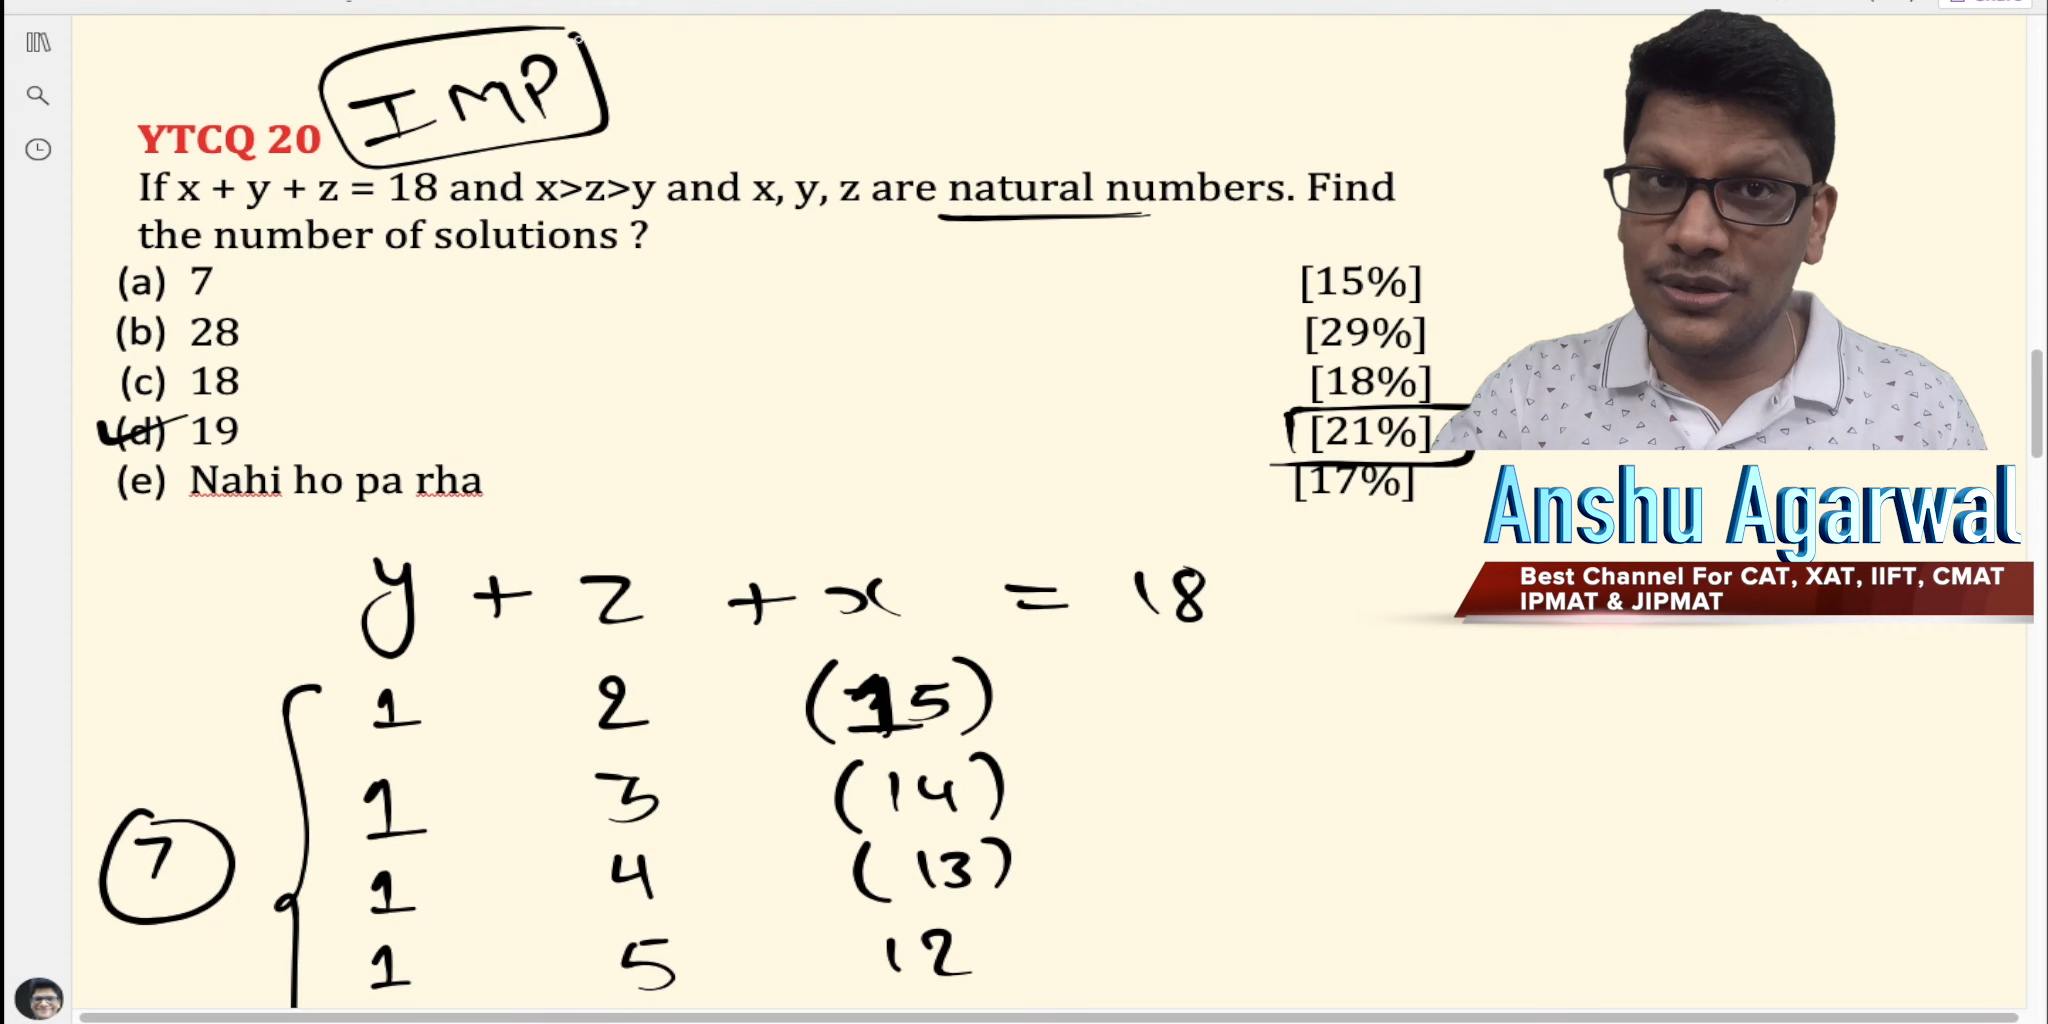 IMP
YTCQ 20
If x + y + z = 18 and x>z>y and x, y, z are natural numbers. Find
the number of solutions ?
(a) 7 [15%]
(b) 28 [29%]
(c) 18 [18%]
(d) 19 [21%]
(e) Nahi ho pa rha [17%]
Anshu Agarwal
Best Channel For CAT, XAT, IIFT, CMAT
IPMAT & JIPMAT
y + z + x = 18
1 2 (15)
1 3 (14)
7
1 4 (13)
1 5 12